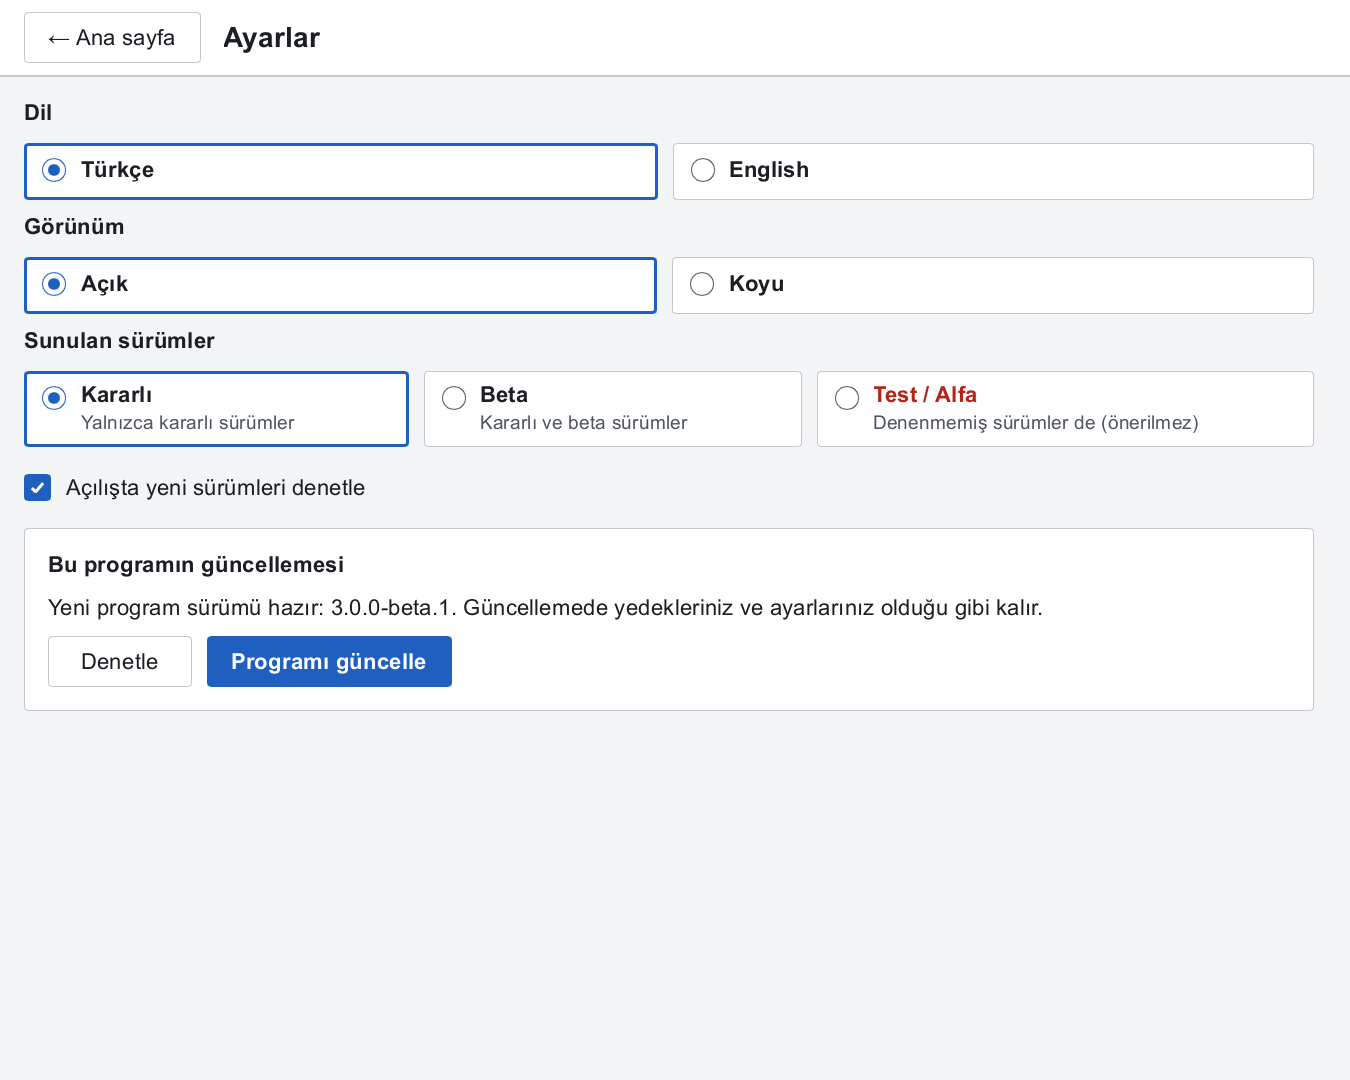 ← Ana sayfa Ayarlar
Dil
Türkçe English
Görünüm
Açık Koyu
Sunulan sürümler
Kararlı Beta Test / Alfa
Yalnızca kararlı sürümler Kararlı ve beta sürümler Denenmemiş sürümler de (önerilmez)
Açılışta yeni sürümleri denetle
Bu programın güncellemesi
Yeni program sürümü hazır: 3.0.0-beta.1. Güncellemede yedekleriniz ve ayarlarınız olduğu gibi kalır.
Denetle Programı güncelle